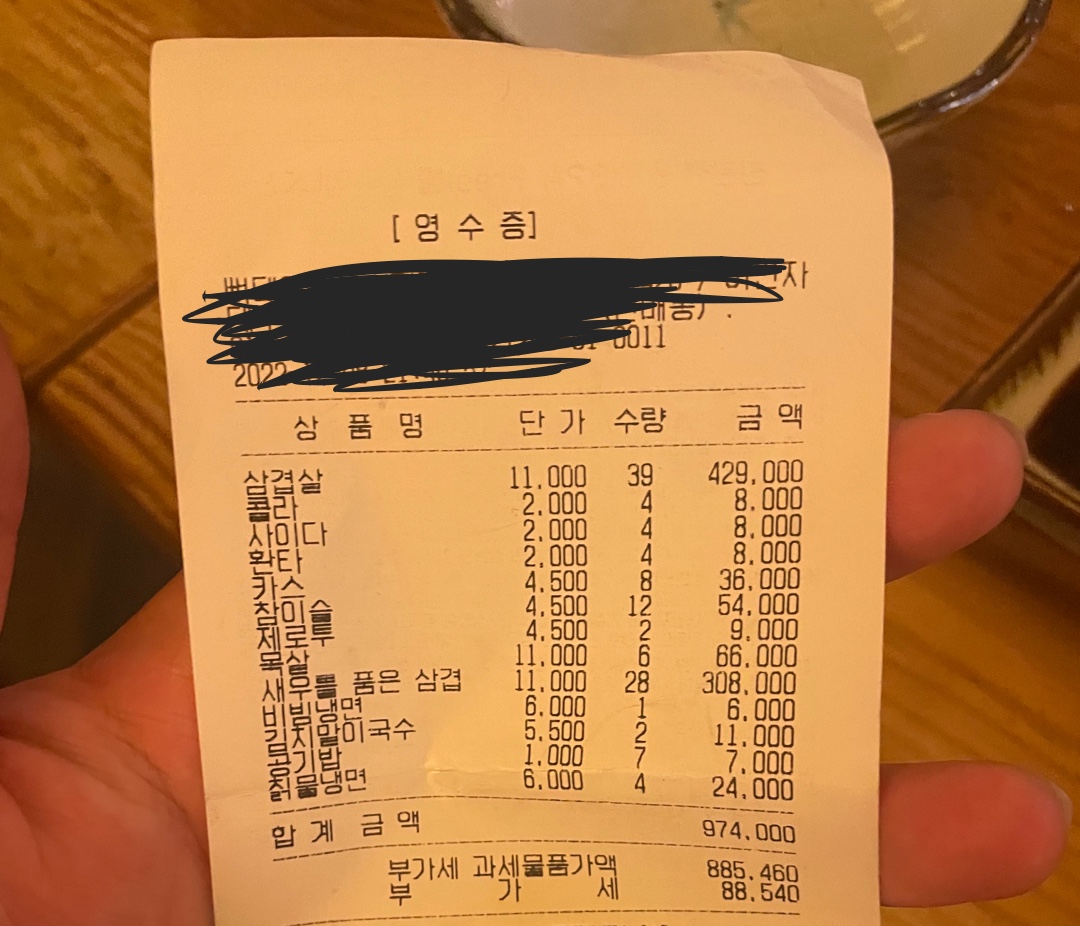 [ 영 수 증]
자
배송) .
0011
2022
상 품 명 단 가 수량 금 액
삼겹살 11,000 39 429,000
콜라 2,000 4 8,000
사이다 2,000 4 8,000
환타 2,000 4 8,000
카스 4,500 8 36,000
참이슬 4,500 12 54,000
제로투 4,500 2 9,000
목살 11,000 6 66,000
새우를 품은 삼겹 11,000 28 308,000
비빔냉면 6,000 1 6,000
김치말이국수 5,500 2 11,000
공기밥 1,000 7 7,000
칡물냉면 6,000 4 24,000
합 계 금 액 974,000
부가세 과세물품가액 885,460
부 가 세 88,540